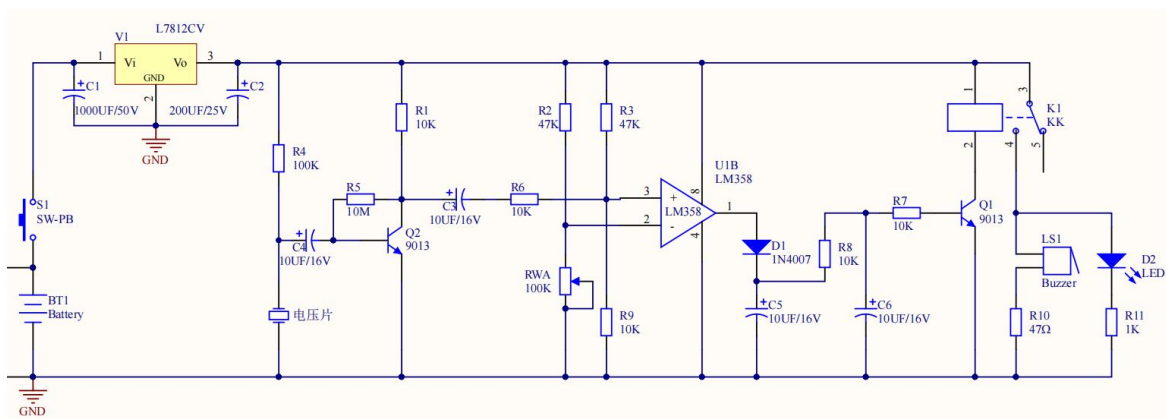 L7812CV
V1
1
Vi
Vo
3
GND
2
C1
1000UF/50V
C2
200UF/25V
GND
S1
SW-PB
BT1
Battery
GND
R4
100K
电压片
C4
10UF/16V
R5
10M
R1
10K
Q2
9013
C3
10UF/16V
R6
10K
R2
47K
R3
47K
RWA
100K
R9
10K
U1B
LM358
3
+
8
LM358
1
2
-
4
D1
1N4007
C5
10UF/16V
R8
10K
C6
10UF/16V
R7
10K
Q1
9013
1
2
3
K1
KK
4
5
LS1
Buzzer
R10
47Ω
D2
LED
R11
1K